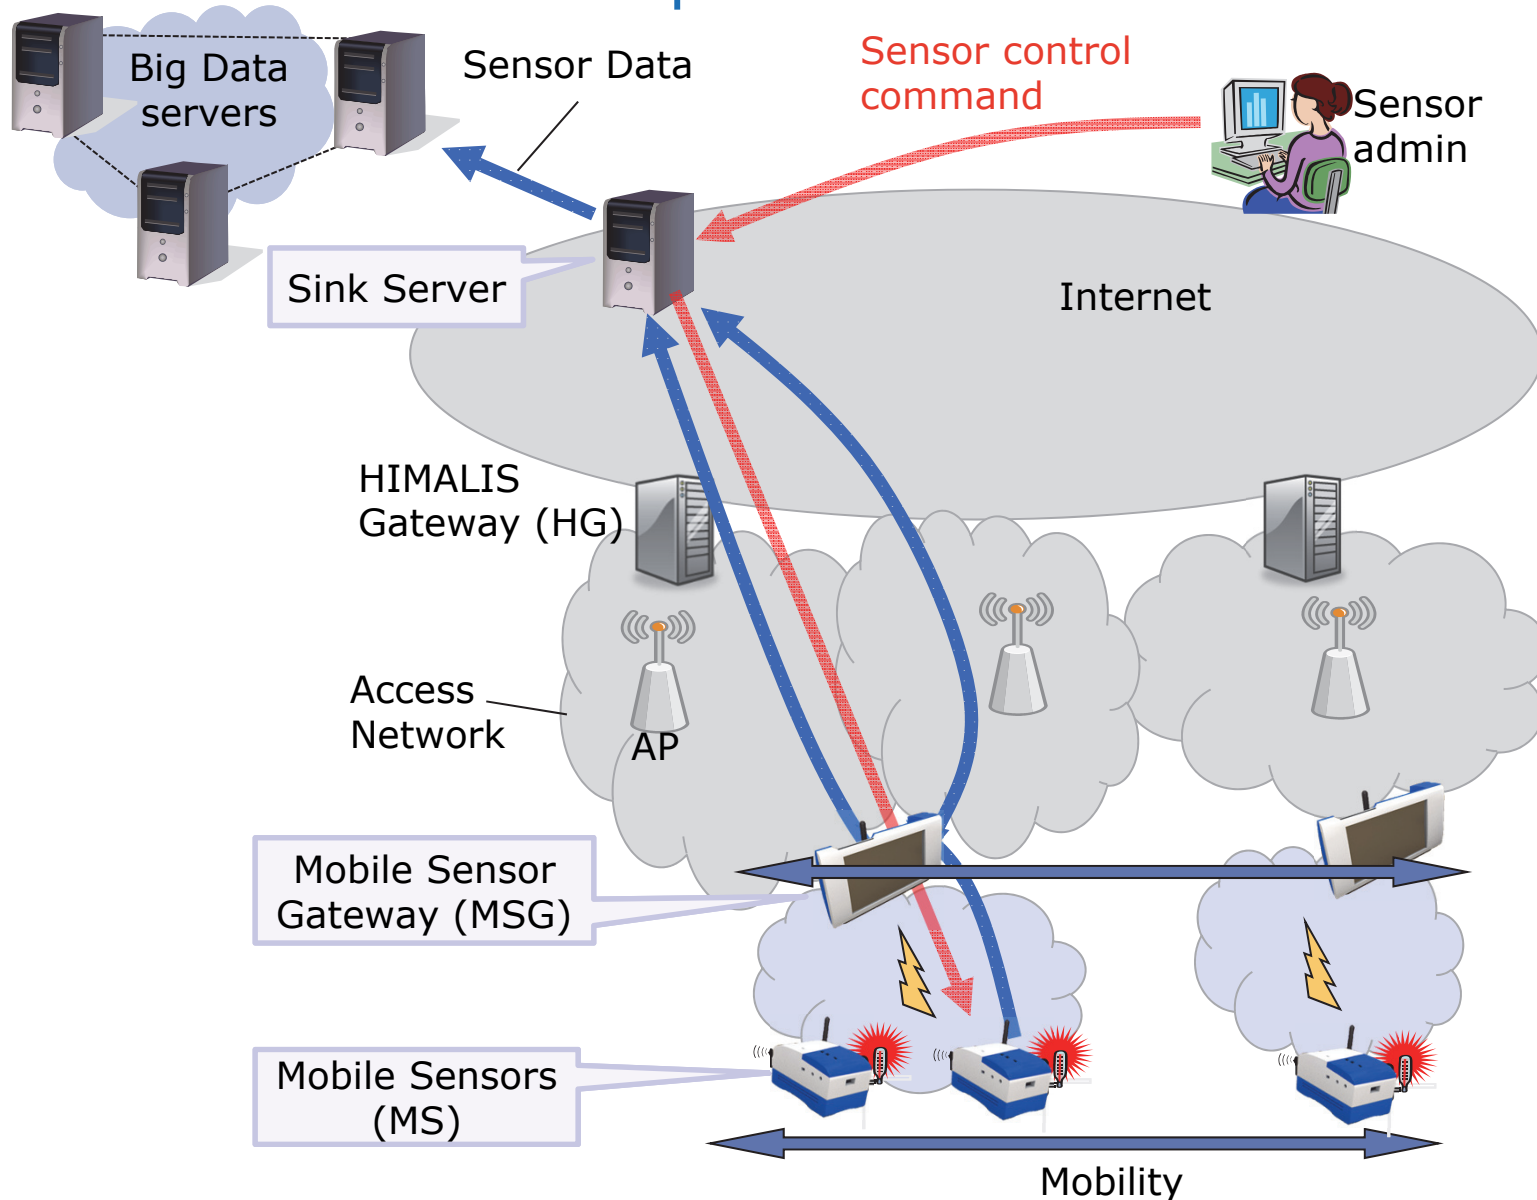 Big Data
servers
Sensor Data
Sensor control
command
Sensor
admin
Sink Server
Internet
HIMALIS
Gateway (HG)
Access
Network
AP
Mobile Sensor
Gateway (MSG)
Mobile Sensors
(MS)
Mobility